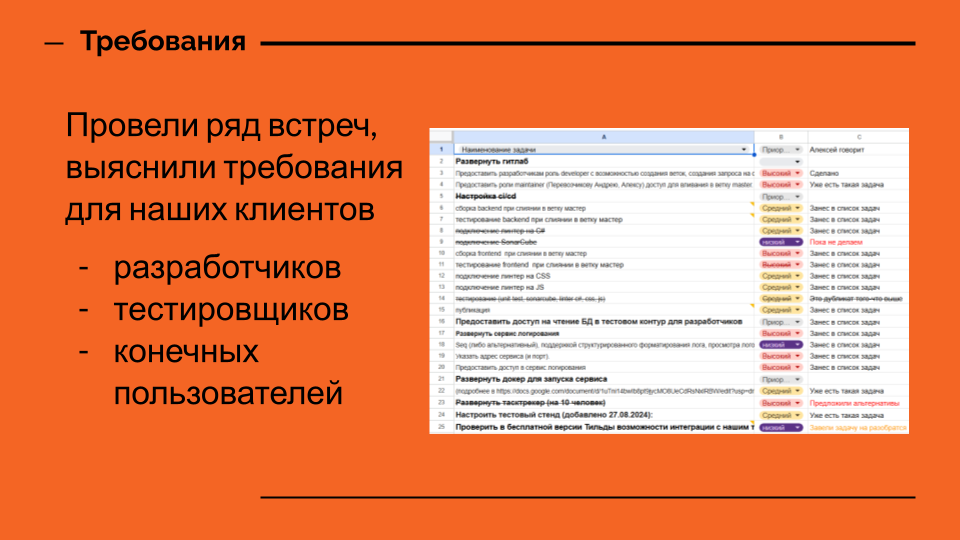 — Требования
Провели ряд встреч,
выяснили требования
для наших клиентов
- разработчиков
- тестировщиков
- конечных
пользователей
A B C
1 Наименование задачи Приор... Алексей говорит
2 Развернуть гитлаб
3 Предоставить разработчикам роль developer с возможностью создания веток, создания запроса на с Высокий Сделано
4 Предоставить роли maintainer (Перевозчикову Андрею, Алексу) доступ для вливания в ветку master. Высокий Уже есть такая задача
5 Настройка ci/cd Приор...
6 сборка backend при слиянии в ветку мастер Средний Занес в список задач
7 тестирование backend при слиянии в ветку мастер Средний Занес в список задач
8 подключение линтер на C# Средний Занес в список задач
9 подключение SonarCube низкий Пока не делаем
10 сборка frontend при слиянии в ветку мастер Высокий Занес в список задач
11 тестирование frontend при слиянии в ветку мастер Высокий Занес в список задач
12 подключение линтер на CSS Средний Занес в список задач
13 подключение линтер на JS Средний Занес в список задач
14 тестирование (unit test, sonarcube, linter c#, css, js) Средний Это дубликат того что выше
15 публикация Средний Занес в список задач
16 Предоставить доступ на чтение БД в тестовом контур для разработчиков Приор... Занес в список задач
17 Развернуть сервис логирования Высокий Занес в список задач
18 Seq (либо альтернативный), поддержкой структурированного форматирования лога, просмотра лого низкий Занес в список задач
19 Указать адрес сервиса (и порт). Высокий Занес в список задач
20 Предоставить доступ в сервис логирования Высокий Занес в список задач
21 Развернуть докер для запуска сервиса Приор...
22 (подробнее в Средний Уже есть такая задача
23 Развернуть таcктрекер (на 10 человек) Высокий Предложили альтернативы
24 Настроить тестовый стенд (добавлено 27.08.2024): Средний Уже есть такая задача
25 Проверить в бесплатной версии Тильды возможности интеграции с нашим т низкий Завели задачу на разобратся